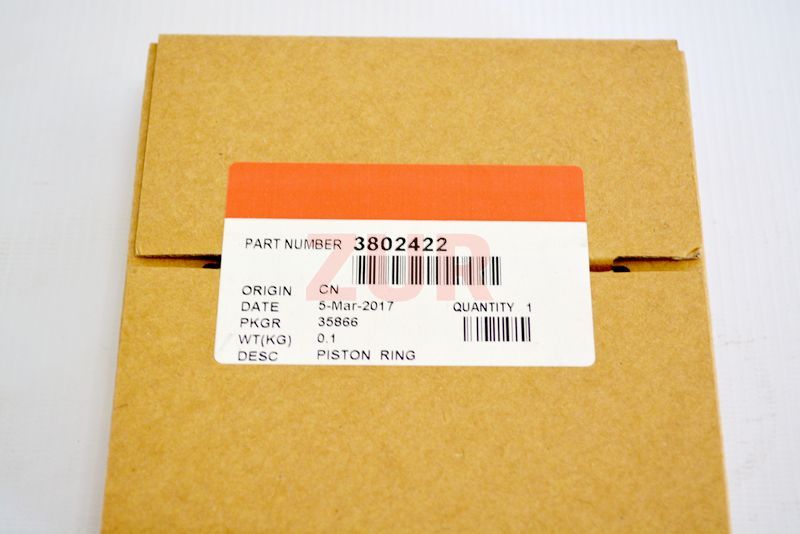 PART NUMBER 3802422
ZUR
ORIGIN CN
DATE 5-Mar-2017 QUANTITY 1
PKGR 35866
WT(KG) 0.1
DESC PISTON RING